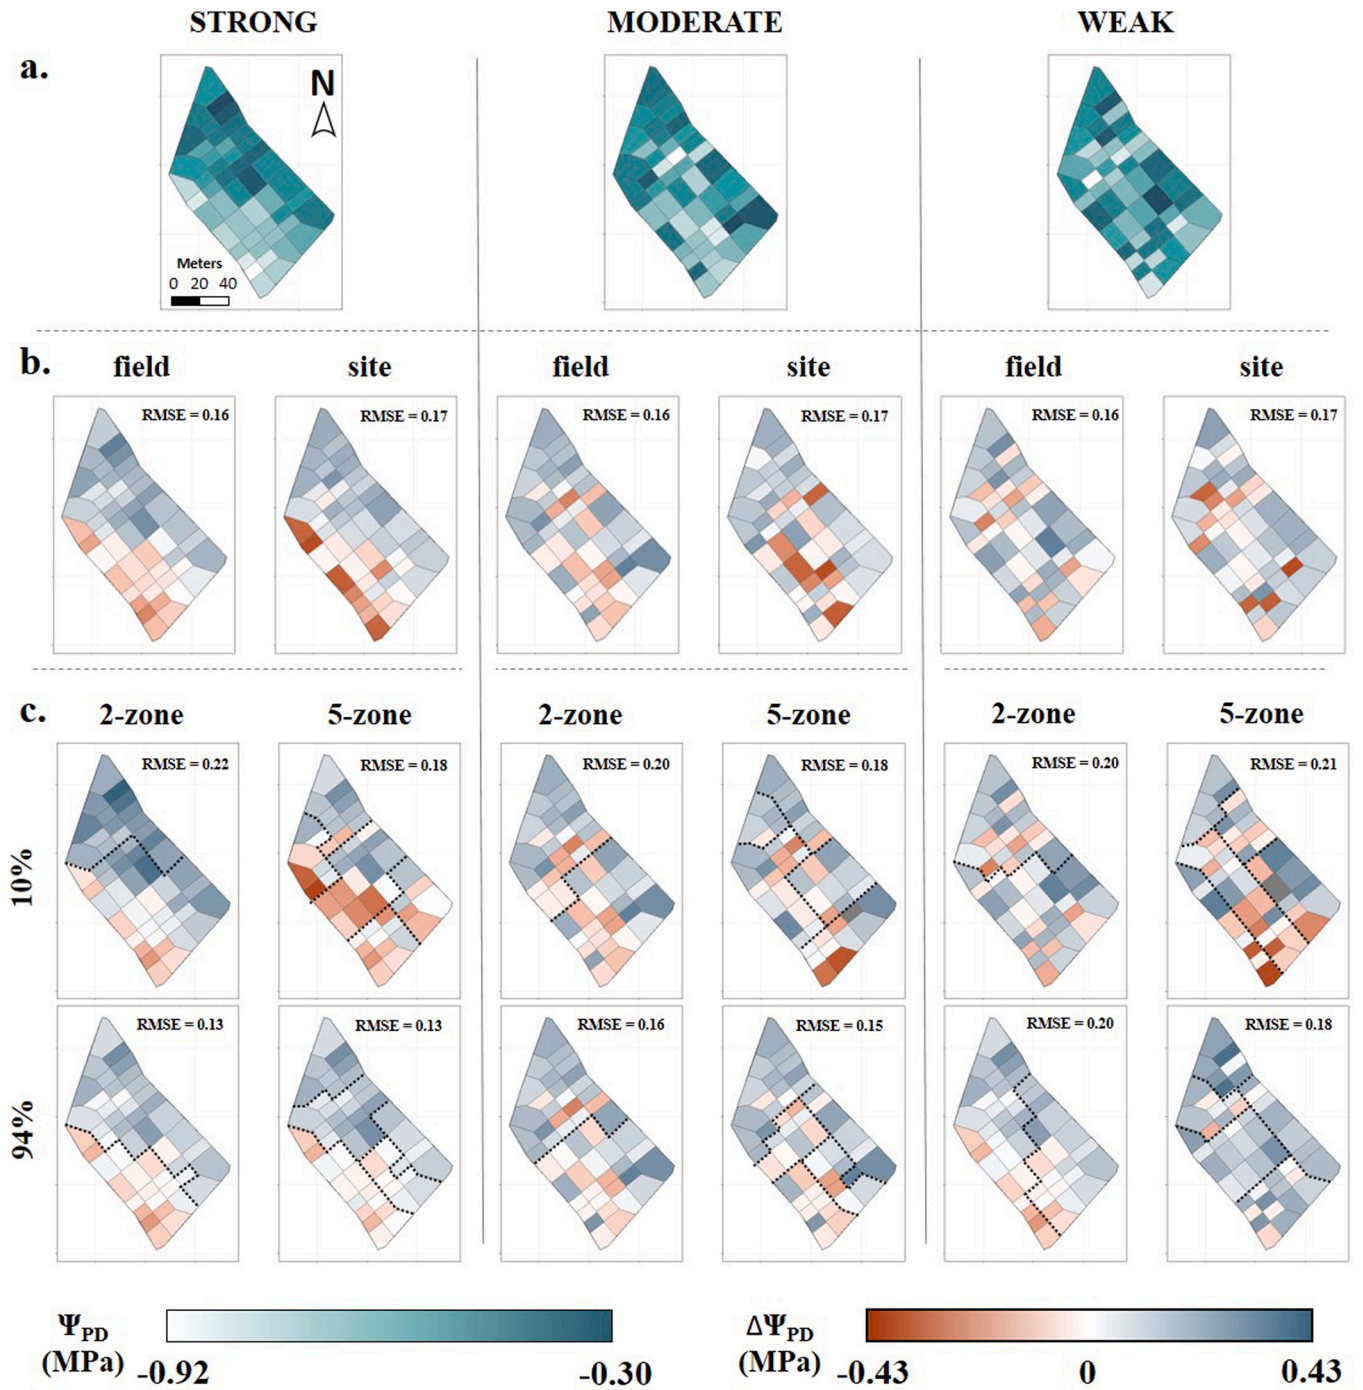 STRONG MODERATE WEAK
a.
N
Meters
0 20 40
b.
field site field site field site
RMSE = 0.16 RMSE = 0.17 RMSE = 0.16 RMSE = 0.17 RMSE = 0.16 RMSE = 0.17
c.
2-zone 5-zone 2-zone 5-zone 2-zone 5-zone
10%
RMSE = 0.22 RMSE = 0.18 RMSE = 0.20 RMSE = 0.18 RMSE = 0.20 RMSE = 0.21
94%
RMSE = 0.13 RMSE = 0.13 RMSE = 0.16 RMSE = 0.15 RMSE = 0.20 RMSE = 0.18
ΨPD
(MPa)
-0.92 -0.30
ΔΨPD
(MPa)
-0.43 0 0.43